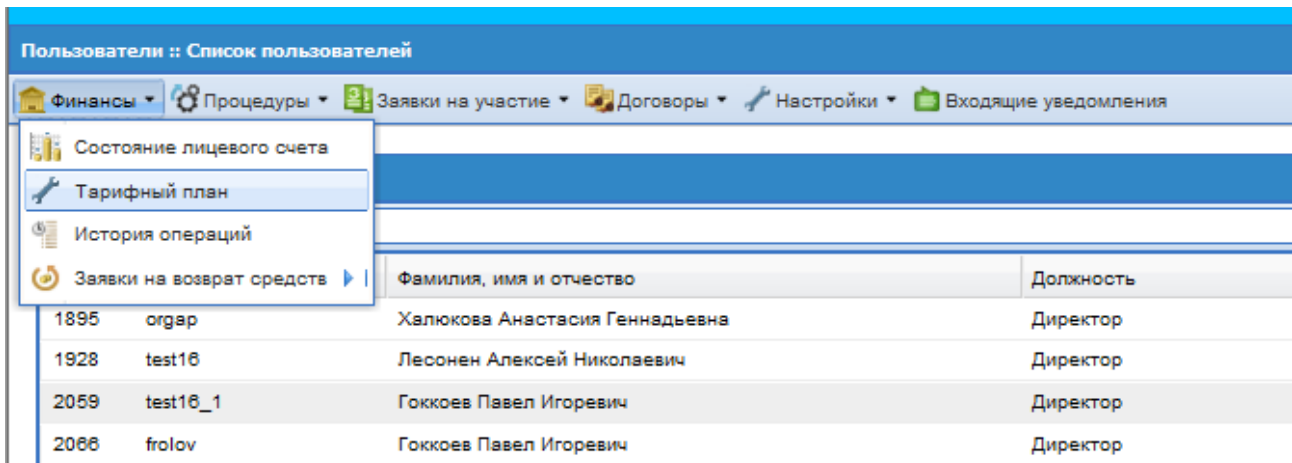 Пользователи :: Список пользователей
Финансы Процедуры Заявки на участие Договоры Настройки Входящие уведомления
Состояние лицевого счета
Тарифный план
История операций
Заявки на возврат средств
Фамилия, имя и отчество Должность
1895 orgap Халюкова Анастасия Геннадьевна Директор
1928 test16 Лесонен Алексей Николаевич Директор
2059 test16_1 Гоккоев Павел Игоревич Директор
2066 frolov Гоккоев Павел Игоревич Директор